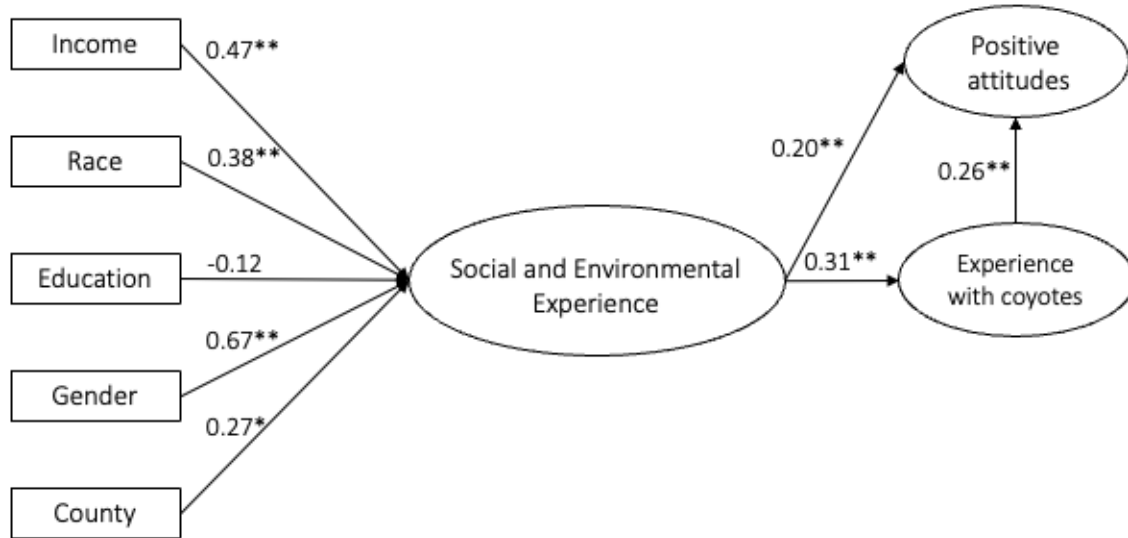 Income
0.47**
Race
0.38**
Education
-0.12
Gender
0.67**
County
0.27*
Social and Environmental
Experience
0.20**
0.31**
Positive
attitudes
0.26**
Experience
with coyotes